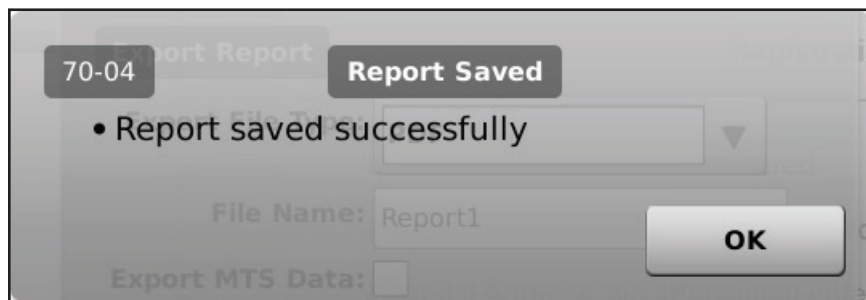 Export Report
70-04
Report Saved
Export File Type:
• Report saved successfully
File Name: Report1
OK
Export MTS Data: